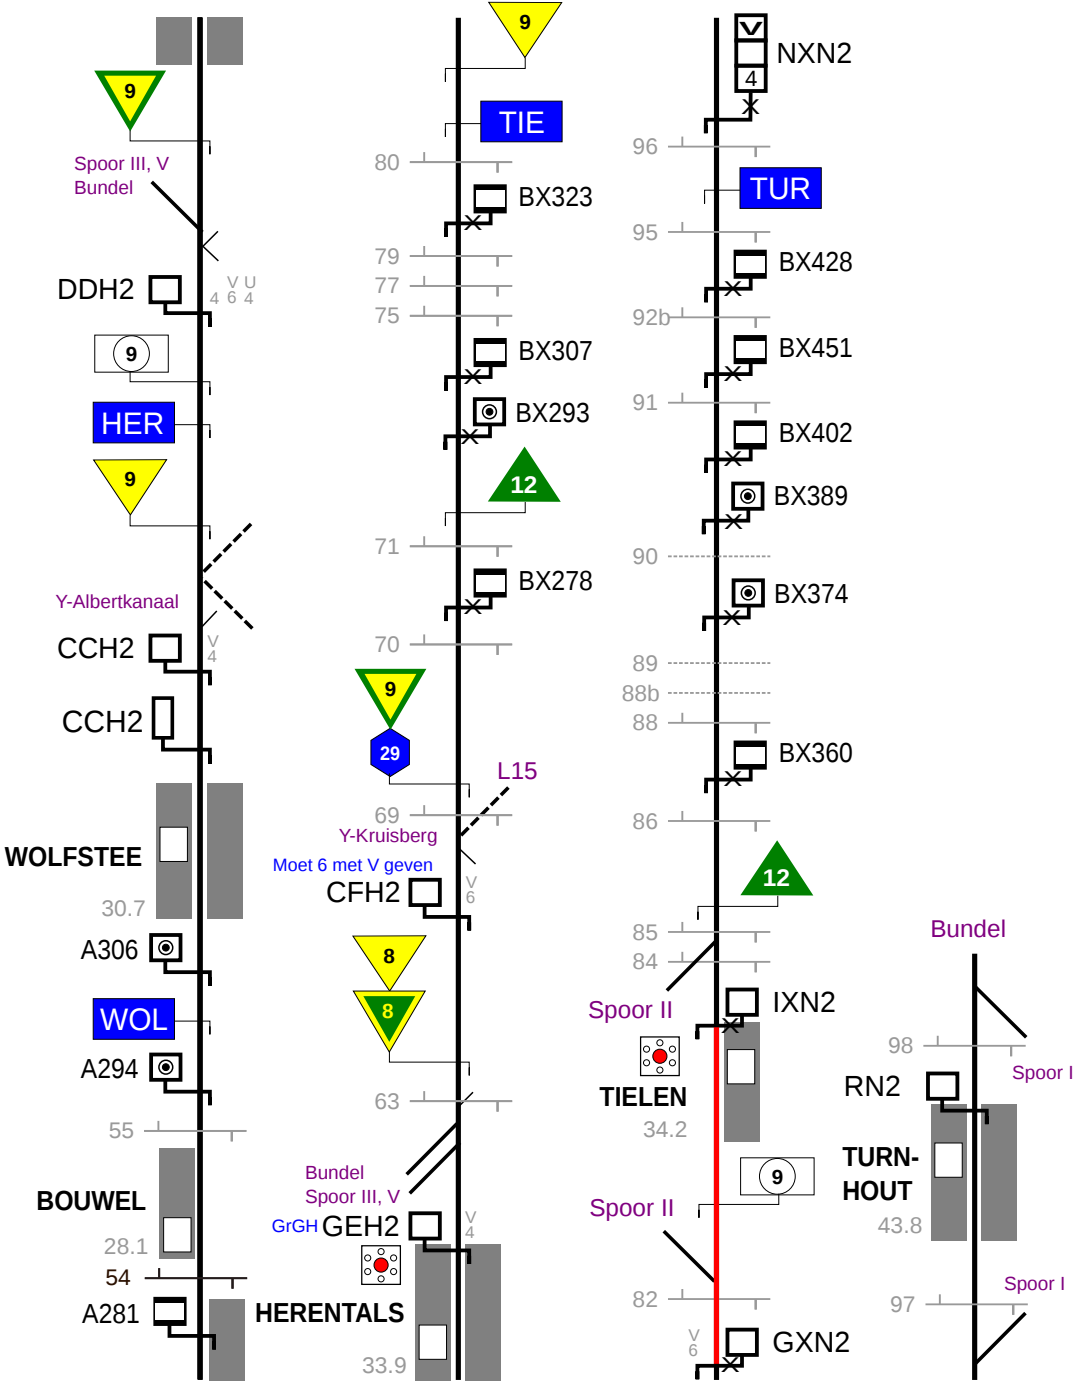 9
Spoor III, V
Bundel
DDH2
4
V
6
U
4
9
HER
9
Y-Albertkanaal
CCH2
V
4
CCH2
WOLFSTEE
30.7
A306
WOL
A294
55
BOUWEL
28.1
54
A281
9
TIE
80
BX323
79
77
75
BX307
BX293
12
71
BX278
70
9
29
L15
69
Y-Kruisberg
Moet 6 met V geven
CFH2
V
6
8
8
63
Bundel
Spoor III, V
GrGH GEH2
V
4
HERENTALS
33.9
V
NXN2
4
96
TUR
95
BX428
92b
BX451
91
BX402
BX389
90
BX374
89
88b
88
BX360
86
12
85
84
Spoor II
IXN2
TIELEN
34.2
9
Spoor II
82
V
6
GXN2
Bundel
98
Spoor I
RN2
TURN-
HOUT
43.8
Spoor I
97